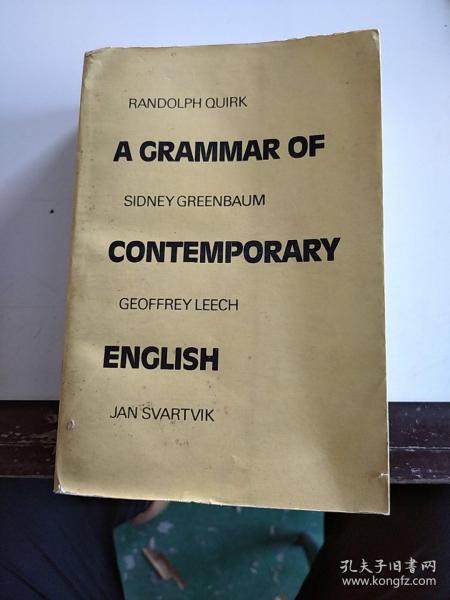 RANDOLPH QUIRK
A GRAMMAR OF
SIDNEY GREENBAUM
CONTEMPORARY
GEOFFREY LEECH
ENGLISH
JAN SVARTVIK
孔夫子旧书网
www.kongfz.com